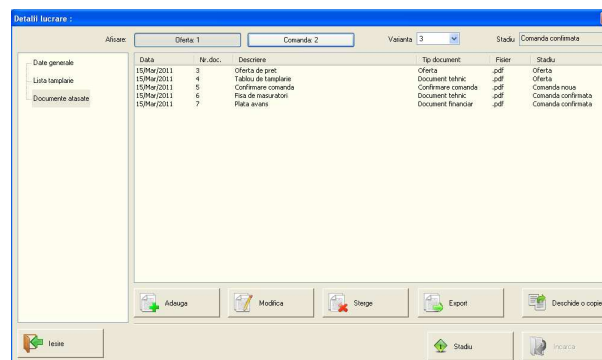 Detalii lucrare :
Afisare: Oferta: 1 Comanda: 2 Varianta 3 Stadiu Comanda confirmata
Date generale
Lista tamplarie
Documente atasate
Data Nr.doc. Descriere Tip document Fisier Stadiu
15/Mar/2011 3 Oferta de pret Oferta .pdf Oferta
15/Mar/2011 4 Tablou de tamplarie Document tehnic .pdf Oferta
15/Mar/2011 5 Confirmare comanda Confirmare comanda .pdf Comanda noua
15/Mar/2011 6 Fisa de masuratori Document tehnic .pdf Comanda confirmata
15/Mar/2011 7 Plata avans Document financiar .pdf Comanda confirmata
Adauga Modifica Sterge Export Deschide o copie
Iesire Stadiu Incarca